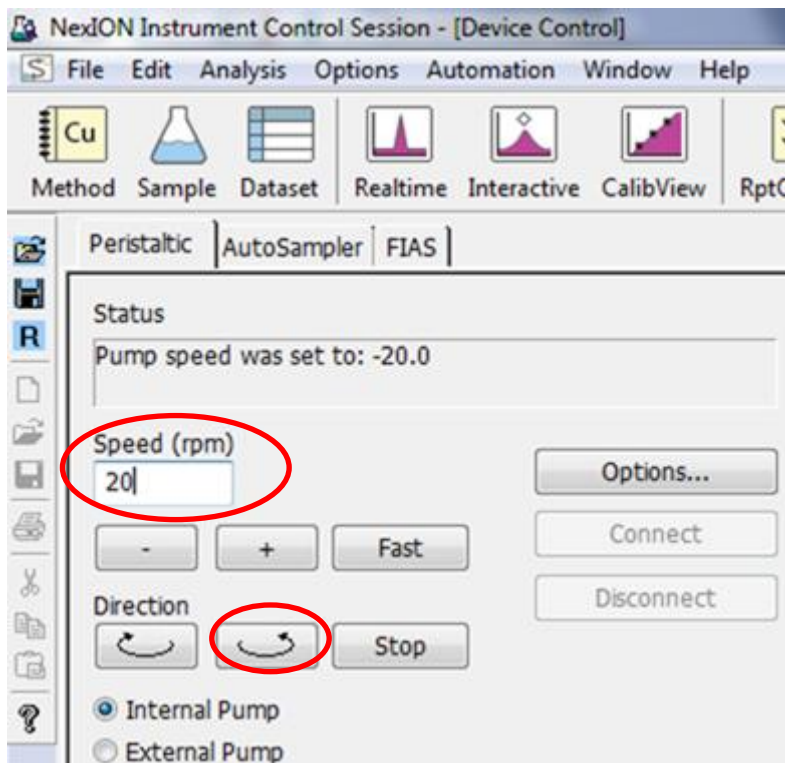 NexION Instrument Control Session - [Device Control]
S File Edit Analysis Options Automation Window Help
Cu
Method Sample Dataset Realtime Interactive CalibView
Peristaltic AutoSampler FIAS
R
Status
Pump speed was set to: -20.0
Speed (rpm)
20
Options...
- + Fast
Connect
Direction
Disconnect
Stop
Internal Pump
External Pump